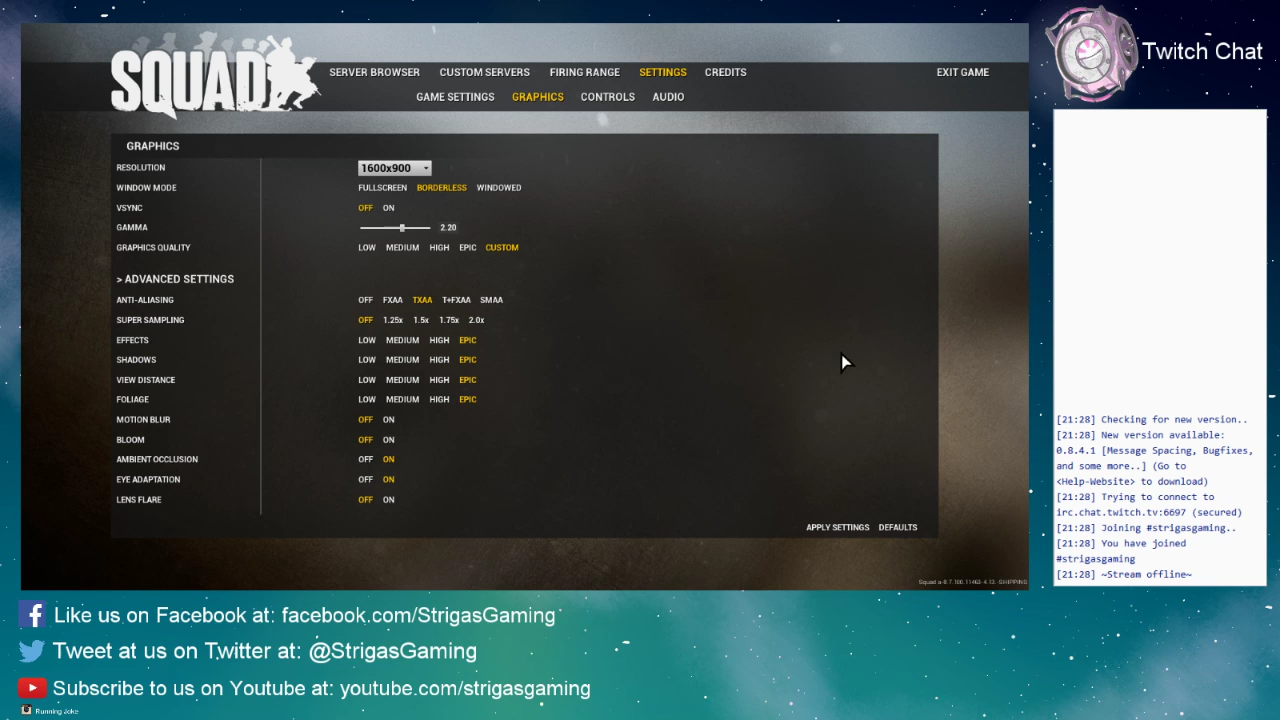 SQUAD
SERVER BROWSER CUSTOM SERVERS FIRING RANGE SETTINGS CREDITS EXIT GAME
GAME SETTINGS GRAPHICS CONTROLS AUDIO
GRAPHICS
RESOLUTION 1600x900
WINDOW MODE FULLSCREEN BORDERLESS WINDOWED
VSYNC OFF ON
GAMMA 2.20
GRAPHICS QUALITY LOW MEDIUM HIGH EPIC CUSTOM
> ADVANCED SETTINGS
ANTI-ALIASING OFF FXAA TXAA T+FXAA SMAA
SUPER SAMPLING OFF 1.25x 1.5x 1.75x 2.0x
EFFECTS LOW MEDIUM HIGH EPIC
SHADOWS LOW MEDIUM HIGH EPIC
VIEW DISTANCE LOW MEDIUM HIGH EPIC
FOLIAGE LOW MEDIUM HIGH EPIC
MOTION BLUR OFF ON
BLOOM OFF ON
AMBIENT OCCLUSION OFF ON
EYE ADAPTATION OFF ON
LENS FLARE OFF ON
APPLY SETTINGS DEFAULTS
Twitch Chat
[21:28] Checking for new version..
[21:28] New version available:
0.8.4.1 [Message Spacing, Bugfixes,
and some more..] (Go to
<Help-Website> to download)
[21:28] Trying to connect to
irc.chat.twitch.tv:6697 (secured)
[21:28] Joining #strigasgaming..
[21:28] You have joined
#strigasgaming
[21:28] ~Stream offline~
Like us on Facebook at: facebook.com/StrigasGaming
Tweet at us on Twitter at: @StrigasGaming
Subscribe to us on Youtube at: youtube.com/strigasgaming
Running Joke